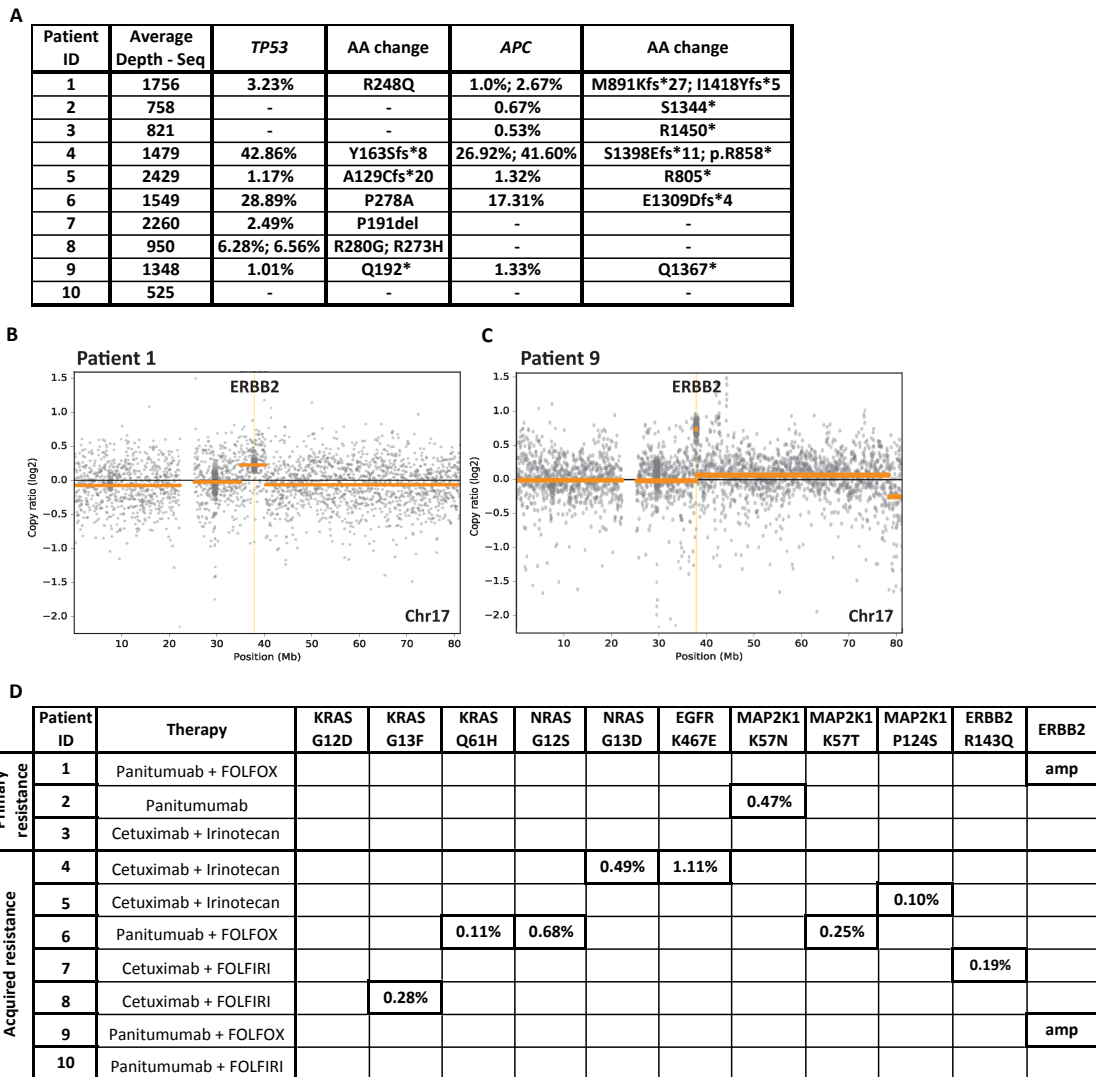 A
Patient ID Average Depth - Seq TP53 AA change APC AA change
1 1756 3.23% R248Q 1.0%; 2.67% M891Kfs*27; I1418Yfs*5
2 758 - - 0.67% S1344*
3 821 - - 0.53% R1450*
4 1479 42.86% Y163Sfs*8 26.92%; 41.60% S1398Efs*11; p.R858*
5 2429 1.17% A129Cfs*20 1.32% R805*
6 1549 28.89% P278A 17.31% E1309Dfs*4
7 2260 2.49% P191del - -
8 950 6.28%; 6.56% R280G; R273H - -
9 1348 1.01% Q192* 1.33% Q1367*
10 525 - - - -
B
Patient 1
ERBB2
1.5
1.0
0.5
0.0
−0.5
−1.0
−1.5
−2.0
Copy ratio (log2)
Chr17
10 20 30 40 50 60 70 80
Position (Mb)
C
Patient 9
ERBB2
1.5
1.0
0.5
0.0
−0.5
−1.0
−1.5
−2.0
Copy ratio (log2)
Chr17
10 20 30 40 50 60 70 80
Position (Mb)
D
Patient ID Therapy KRAS G12D KRAS G13F KRAS Q61H NRAS G12S NRAS G13D EGFR K467E MAP2K1 K57N MAP2K1 K57T MAP2K1 P124S ERBB2 R143Q ERBB2
Primary resistance
1 Panitumuab + FOLFOX amp
2 Panitumumab 0.47%
3 Cetuximab + Irinotecan
Acquired resistance
4 Cetuximab + Irinotecan 0.49% 1.11%
5 Cetuximab + Irinotecan 0.10%
6 Panitumuab + FOLFOX 0.11% 0.68% 0.25%
7 Cetuximab + FOLFIRI 0.19%
8 Cetuximab + FOLFIRI 0.28%
9 Panitumumab + FOLFOX amp
10 Panitumumab + FOLFIRI